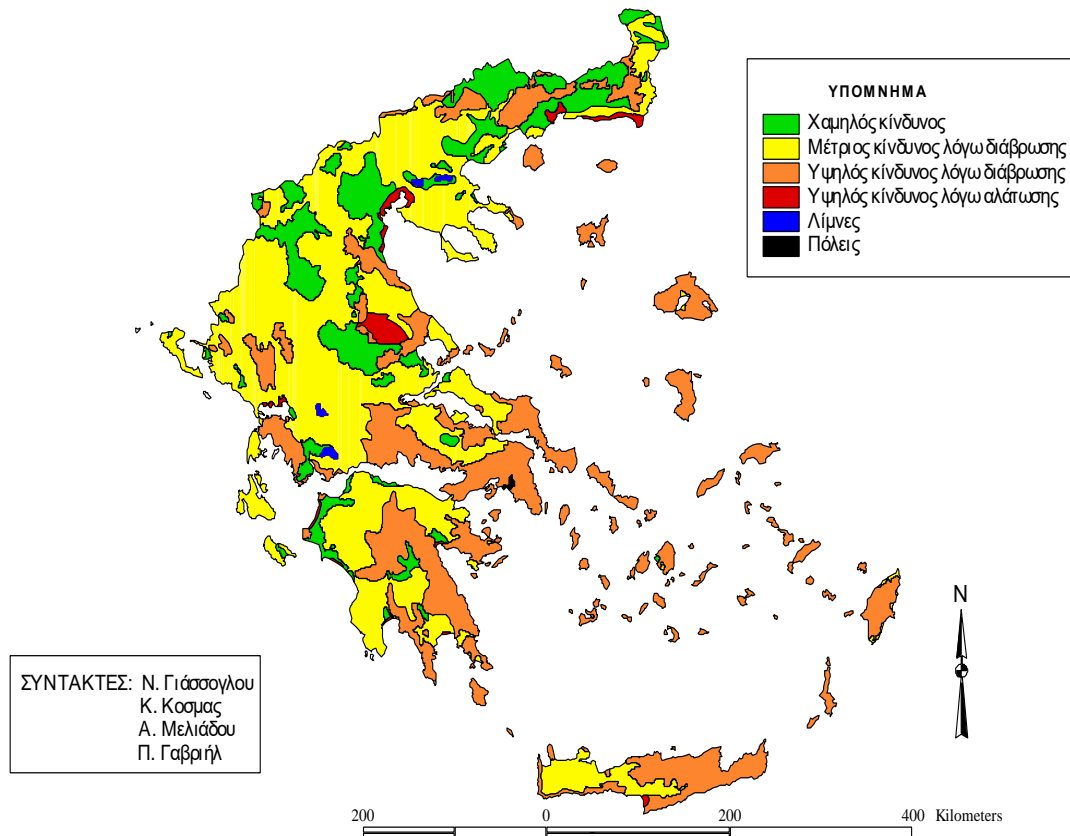 ΥΠΟΜΝΗΜΑ
Χαμηλός κίνδυνος
Μέτριος κίνδυνος λόγω διάβρωσης
Υψηλός κίνδυνος λόγω διάβρωσης
Υψηλός κίνδυνος λόγω αλάτωσης
Λίμνες
Πόλεις
N
ΣΥΝΤΑΚΤΕΣ: Ν. Γιάσσογλου
Κ. Κοσμας
Α. Μελιάδου
Π. Γαβριήλ
200 0 200 400 Kilometers